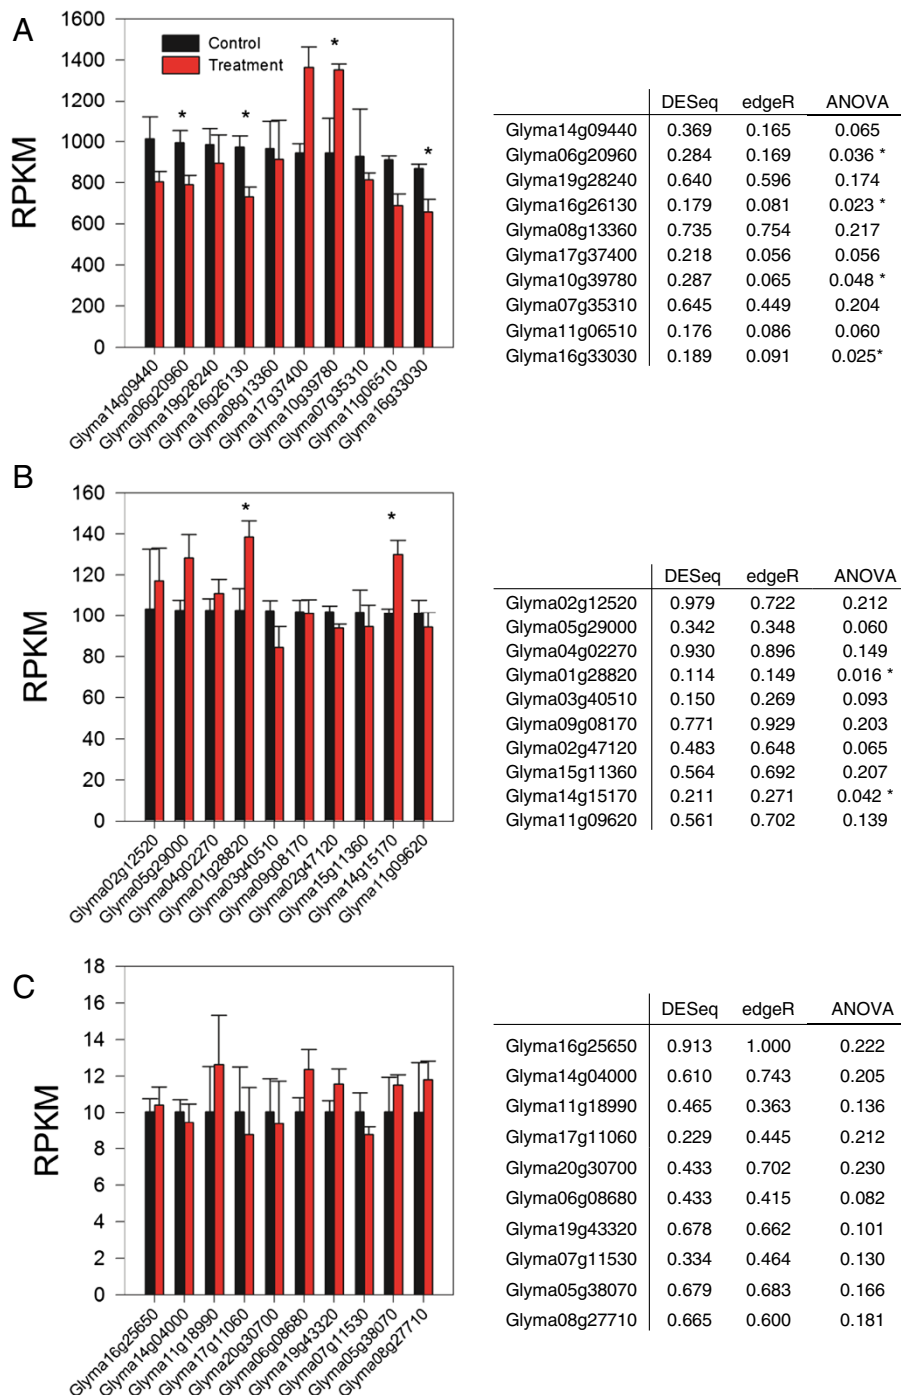 A
RPKM
1600
1400
1200
1000
800
600
400
200
0
Control
Treatment
*
*
*
*
Glyma14g09440
Glyma06g20960
Glyma19g28240
Glyma16g26130
Glyma08g13360
Glyma17g37400
Glyma10g39780
Glyma07g35310
Glyma11g06510
Glyma16g33030
DESeq edgeR ANOVA
Glyma14g09440 0.369 0.165 0.065
Glyma06g20960 0.284 0.169 0.036 *
Glyma19g28240 0.640 0.596 0.174
Glyma16g26130 0.179 0.081 0.023 *
Glyma08g13360 0.735 0.754 0.217
Glyma17g37400 0.218 0.056 0.056
Glyma10g39780 0.287 0.065 0.048 *
Glyma07g35310 0.645 0.449 0.204
Glyma11g06510 0.176 0.086 0.060
Glyma16g33030 0.189 0.091 0.025*
B
RPKM
160
140
120
100
80
60
40
20
0
*
*
Glyma02g12520
Glyma05g29000
Glyma04g02270
Glyma01g28820
Glyma03g40510
Glyma09g08170
Glyma02g47120
Glyma15g11360
Glyma14g15170
Glyma11g09620
DESeq edgeR ANOVA
Glyma02g12520 0.979 0.722 0.212
Glyma05g29000 0.342 0.348 0.060
Glyma04g02270 0.930 0.896 0.149
Glyma01g28820 0.114 0.149 0.016 *
Glyma03g40510 0.150 0.269 0.093
Glyma09g08170 0.771 0.929 0.203
Glyma02g47120 0.483 0.648 0.065
Glyma15g11360 0.564 0.692 0.207
Glyma14g15170 0.211 0.271 0.042 *
Glyma11g09620 0.561 0.702 0.139
C
RPKM
18
16
14
12
10
8
6
4
2
0
Glyma16g25650
Glyma14g04000
Glyma11g18990
Glyma17g11060
Glyma20g30700
Glyma06g08680
Glyma19g43320
Glyma07g11530
Glyma05g38070
Glyma08g27710
DESeq edgeR ANOVA
Glyma16g25650 0.913 1.000 0.222
Glyma14g04000 0.610 0.743 0.205
Glyma11g18990 0.465 0.363 0.136
Glyma17g11060 0.229 0.445 0.212
Glyma20g30700 0.433 0.702 0.230
Glyma06g08680 0.433 0.415 0.082
Glyma19g43320 0.678 0.662 0.101
Glyma07g11530 0.334 0.464 0.130
Glyma05g38070 0.679 0.683 0.166
Glyma08g27710 0.665 0.600 0.181